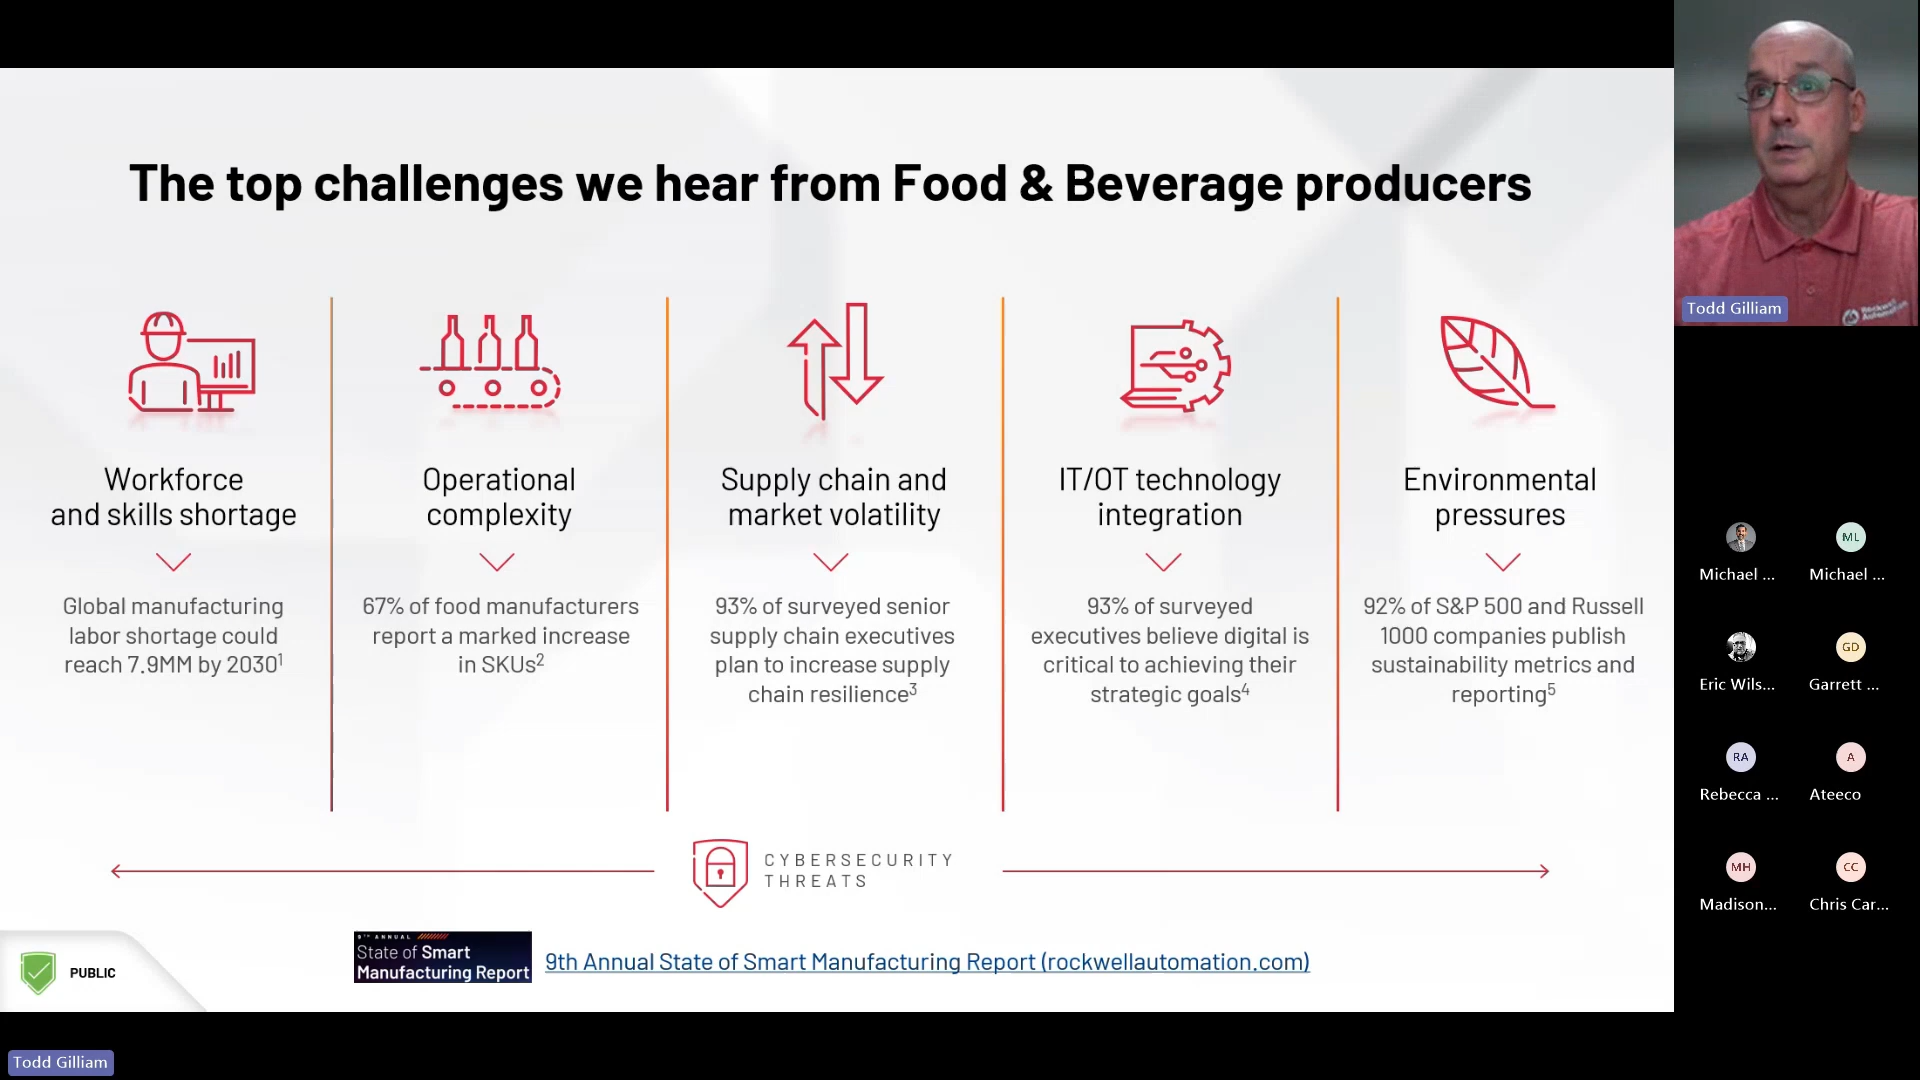 The top challenges we hear from Food & Beverage producers
Workforce
and skills shortage
Global manufacturing
labor shortage could
reach 7.9MM by 2030¹
Operational
complexity
67% of food manufacturers
report a marked increase
in SKUs²
Supply chain and
market volatility
93% of surveyed senior
supply chain executives
plan to increase supply
chain resilience³
IT/OT technology
integration
93% of surveyed
executives believe digital is
critical to achieving their
strategic goals⁴
Environmental
pressures
92% of S&P 500 and Russell
1000 companies publish
sustainability metrics and
reporting⁵
CYBERSECURITY
THREATS
9TH ANNUAL
State of Smart
Manufacturing Report
9th Annual State of Smart Manufacturing Report (rockwellautomation.com)
PUBLIC
Todd Gilliam
Rockwell
Automation
Todd Gilliam
Michael ...
ML
Michael ...
Eric Wils...
GD
Garrett ...
RA
Rebecca ...
A
Ateeco
MH
Madison...
CC
Chris Car...